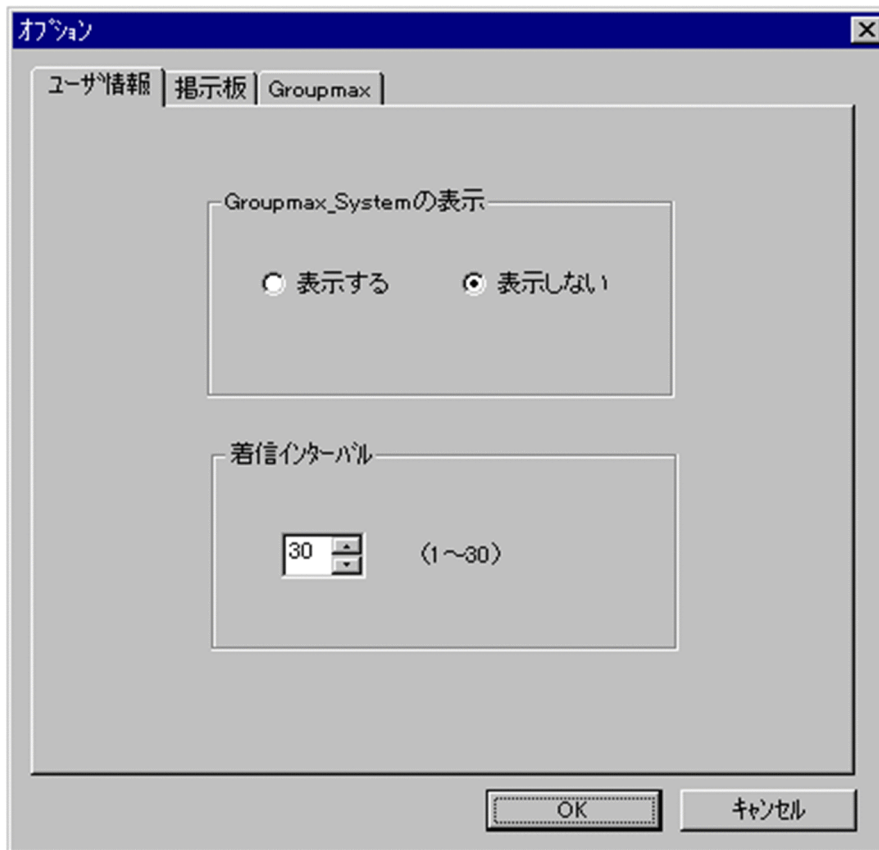 ｵﾌﾟｼｮﾝ
ﾕｰｻﾞ情報 掲示板 Groupmax
Groupmax_Systemの表示
表示する 表示しない
着信ｲﾝﾀｰﾊﾞﾙ
30 (1～30)
OK ｷｬﾝｾﾙ